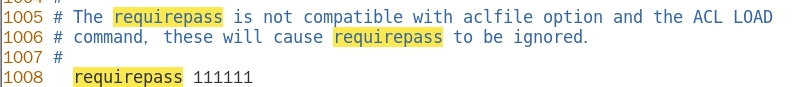 1005 # The requirepass is not compatible with aclfile option and the ACL LOAD
1006 # command, these will cause requirepass to be ignored.
1007 #
1008   requirepass 111111